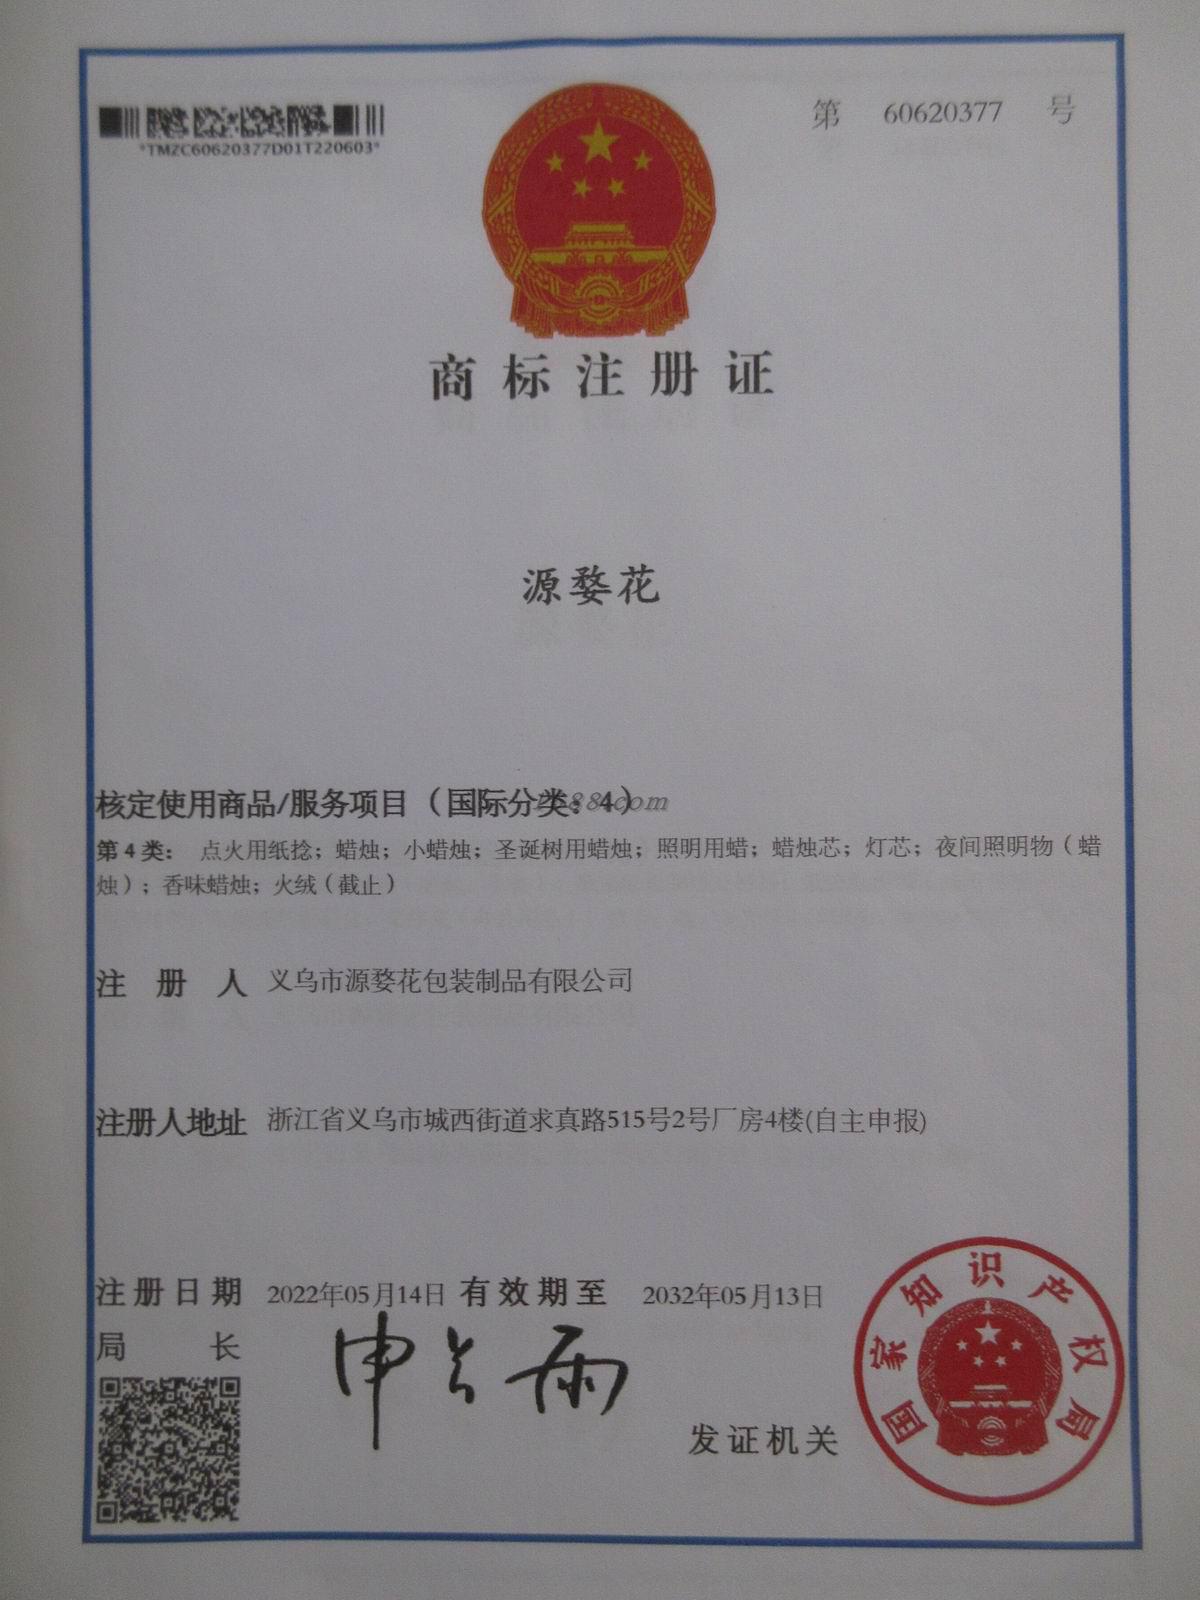 第 60620377 号
*TMZC60620377D01T220603*
商标注册证
源婺花
核定使用商品/服务项目（国际分类：4）
第4类： 点火用纸捻；蜡烛；小蜡烛；圣诞树用蜡烛；照明用蜡；蜡烛芯；灯芯；夜间照明物（蜡
烛）；香味蜡烛；火绒（截止）
注册人 义乌市源婺花包装制品有限公司
注册人地址 浙江省义乌市城西街道求真路515号2号厂房4楼(自主申报)
注册日期 2022年05月14日 有效期至 2032年05月13日
局长 申长雨
发证机关
国家知识产权局